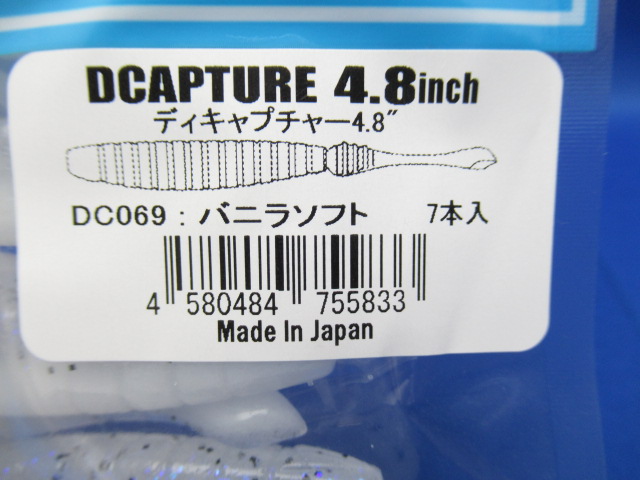 DCAPTURE 4.8inch
ディキャプチャー4.8"
DC069 : バニラソフト 7本入
4 580484 755833
Made In Japan